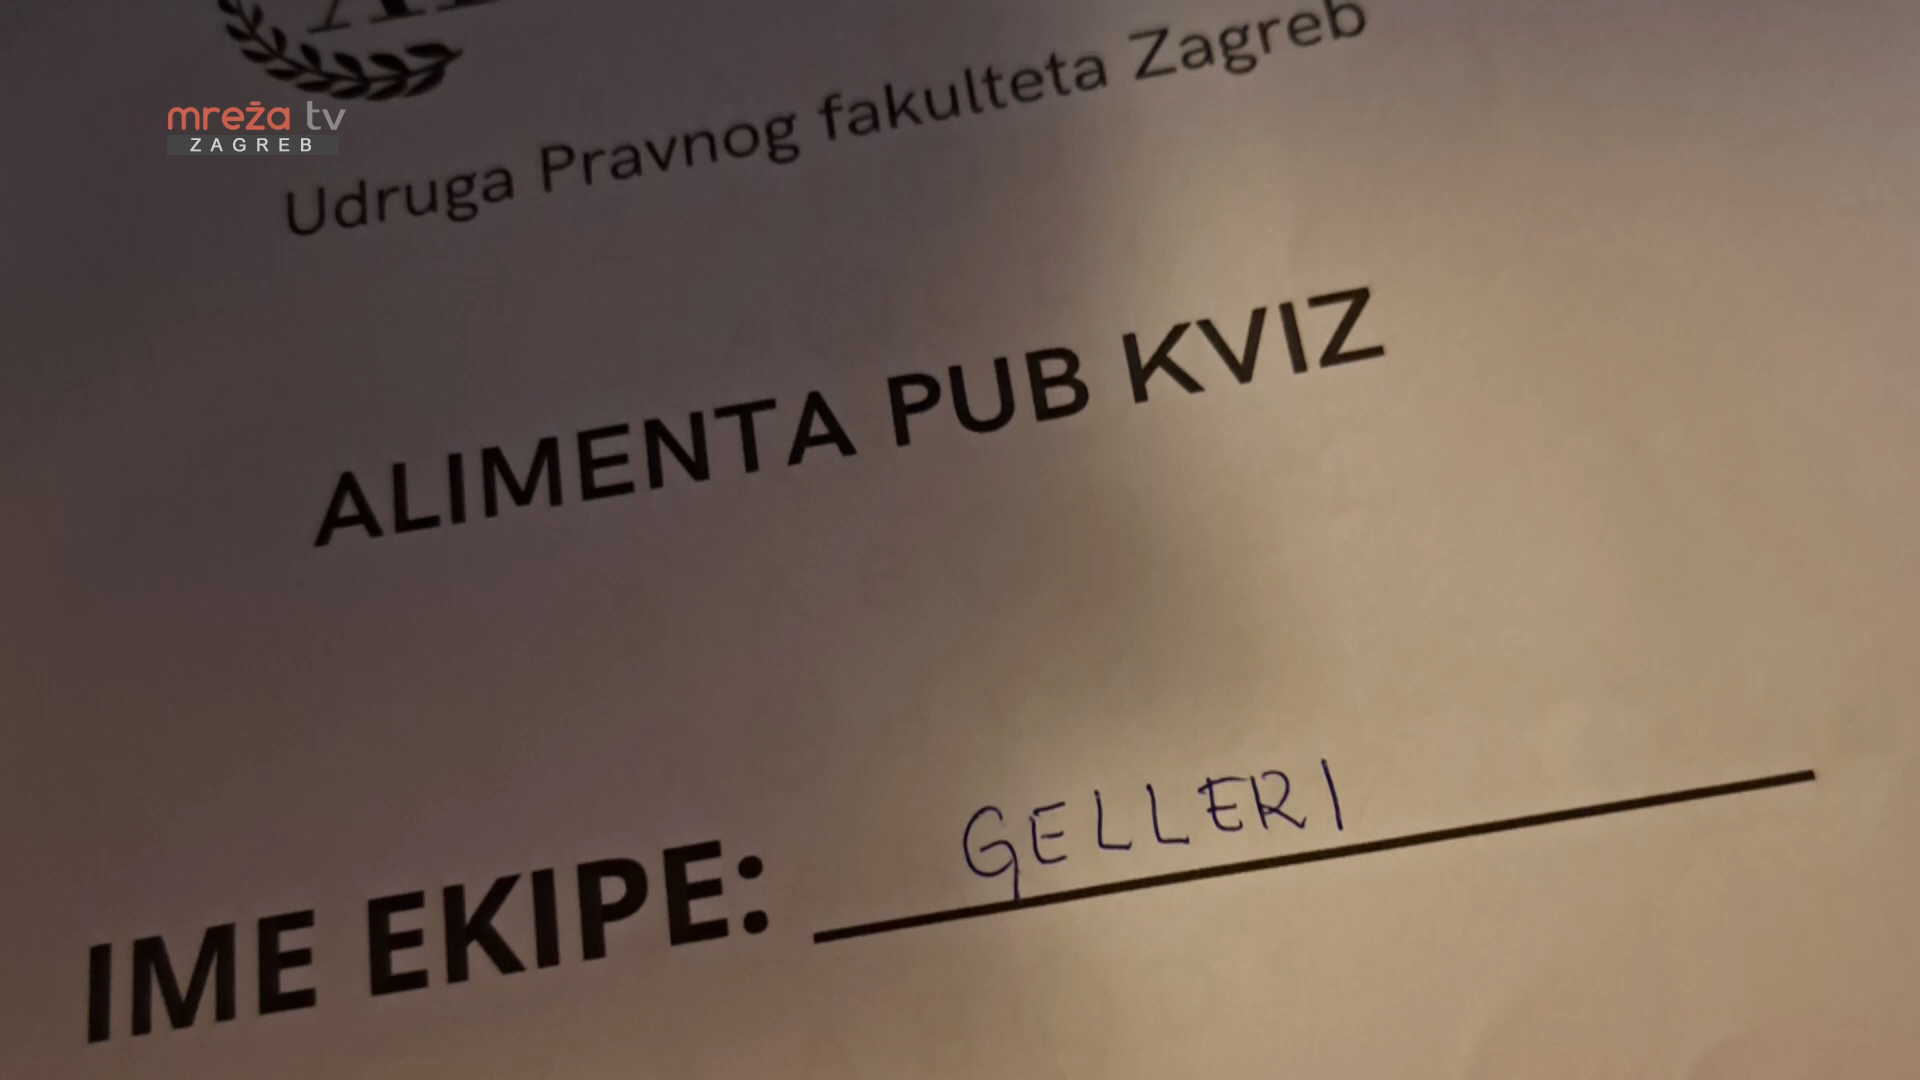 mreža tv
ZAGREB
Udruga Pravnog fakulteta Zagreb
ALIMENTA PUB KVIZ
IME EKIPE: GELLERI